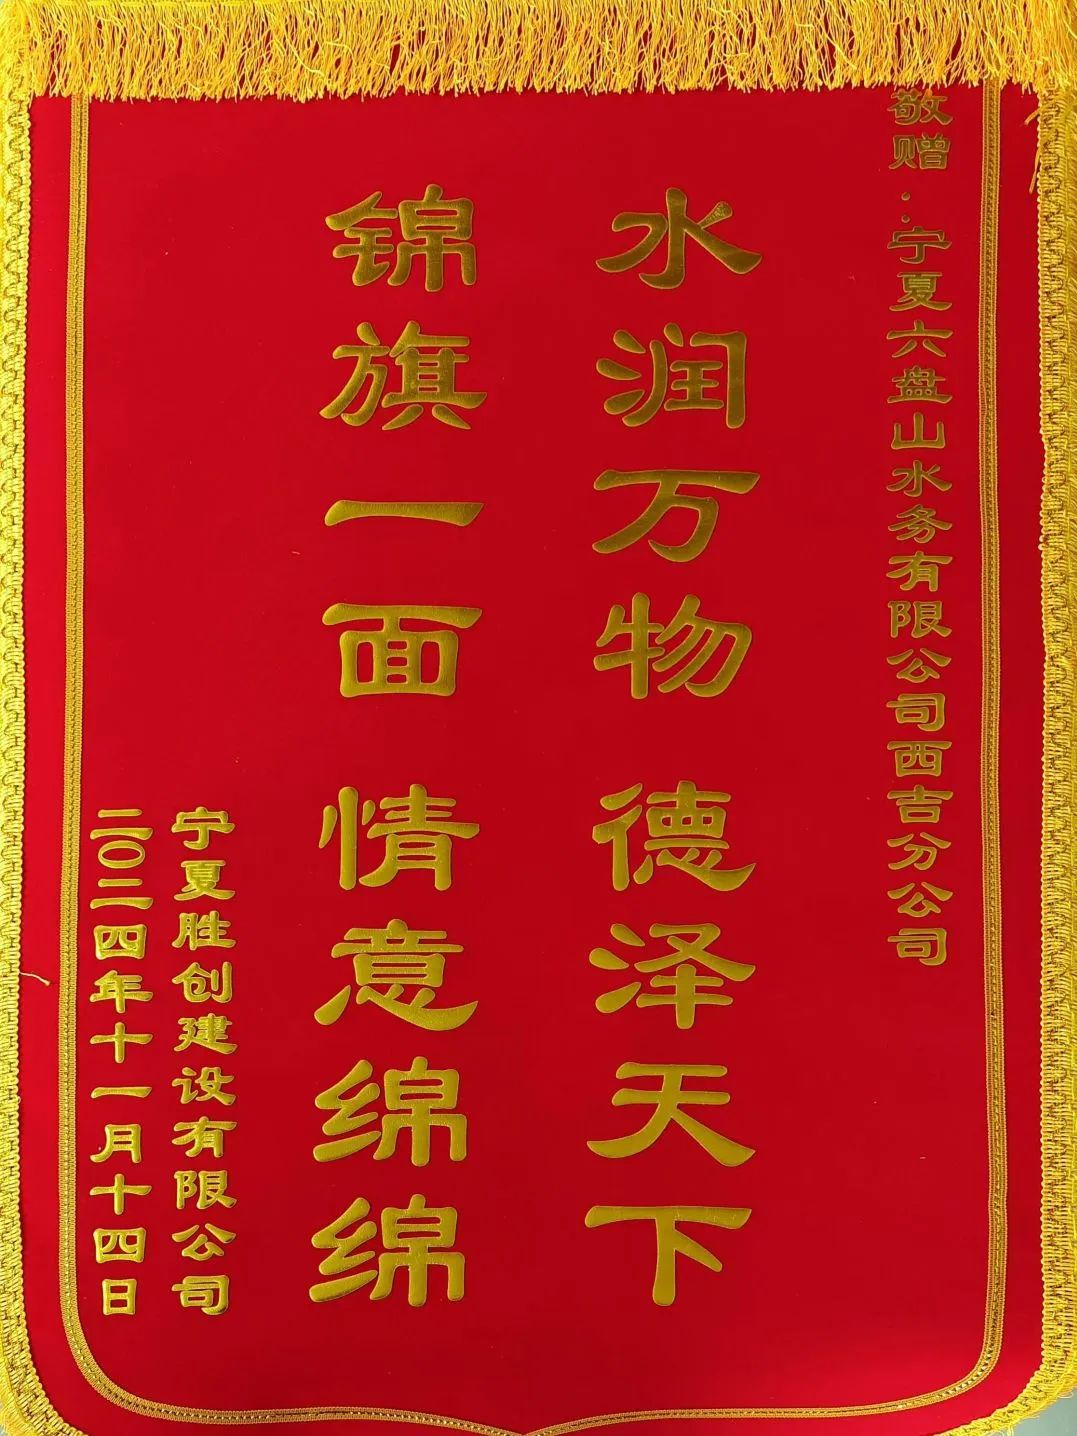 敬赠：宁夏六盘山水务有限公司西吉分公司
水润万物 德泽天下
锦旗一面 情意绵绵
宁夏胜创建设有限公司
二〇二四年十一月十四日